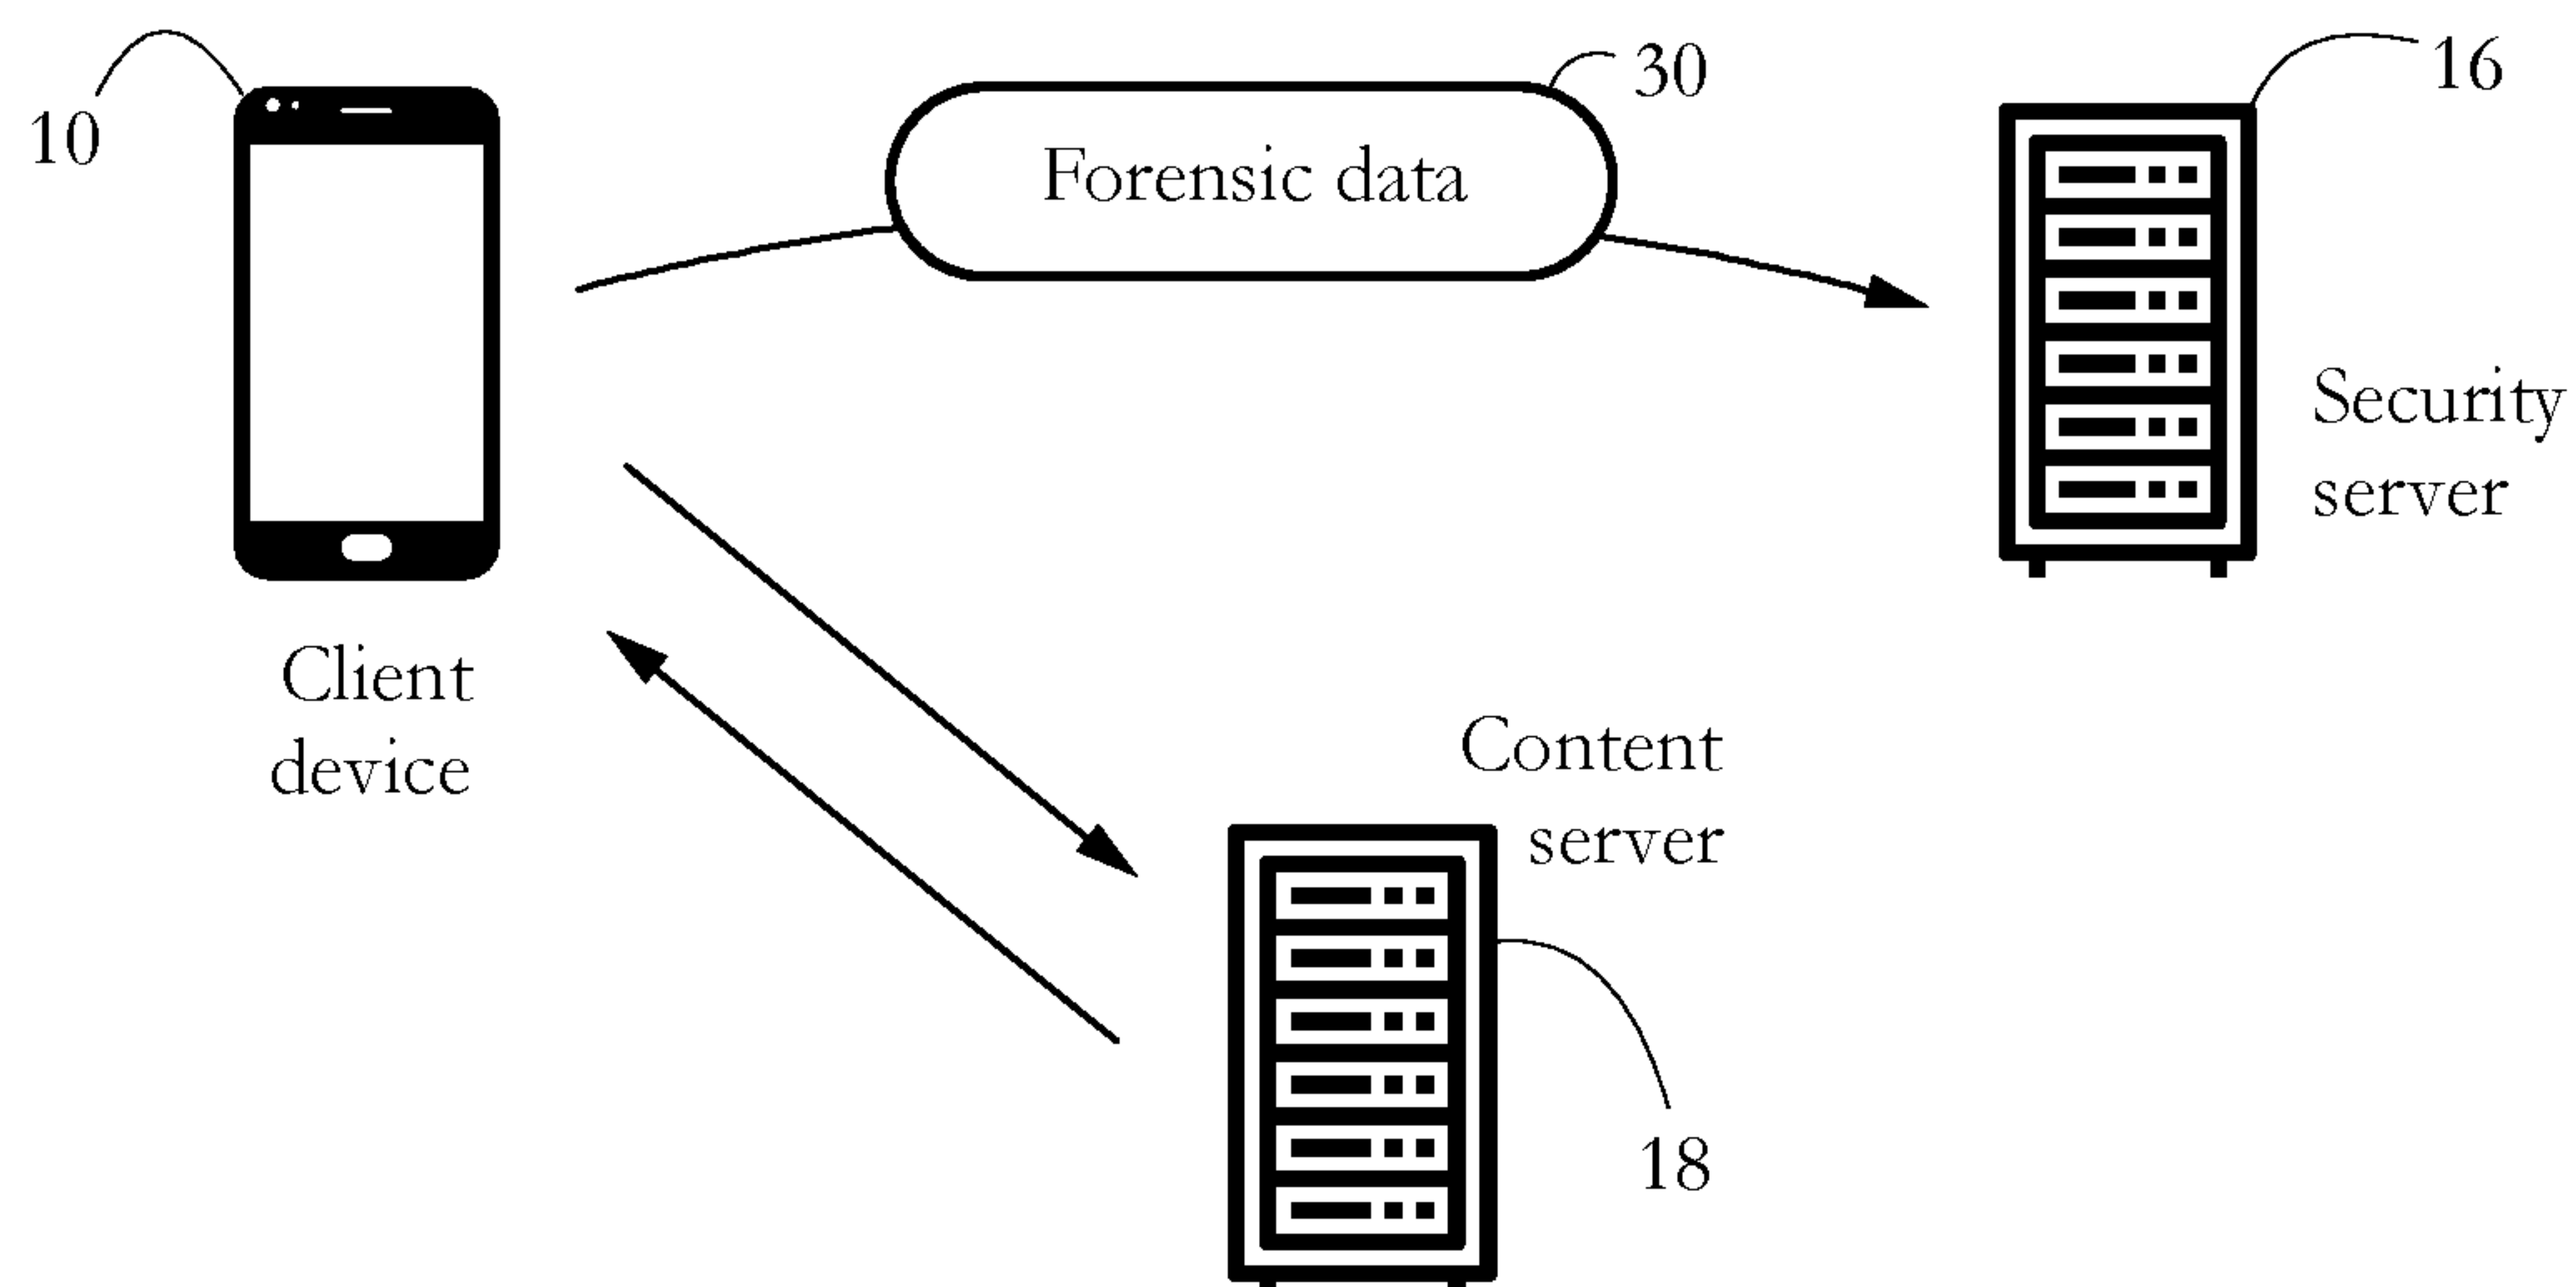 10
Forensic data
30
16
Security
server
Client
device
Content
server
18